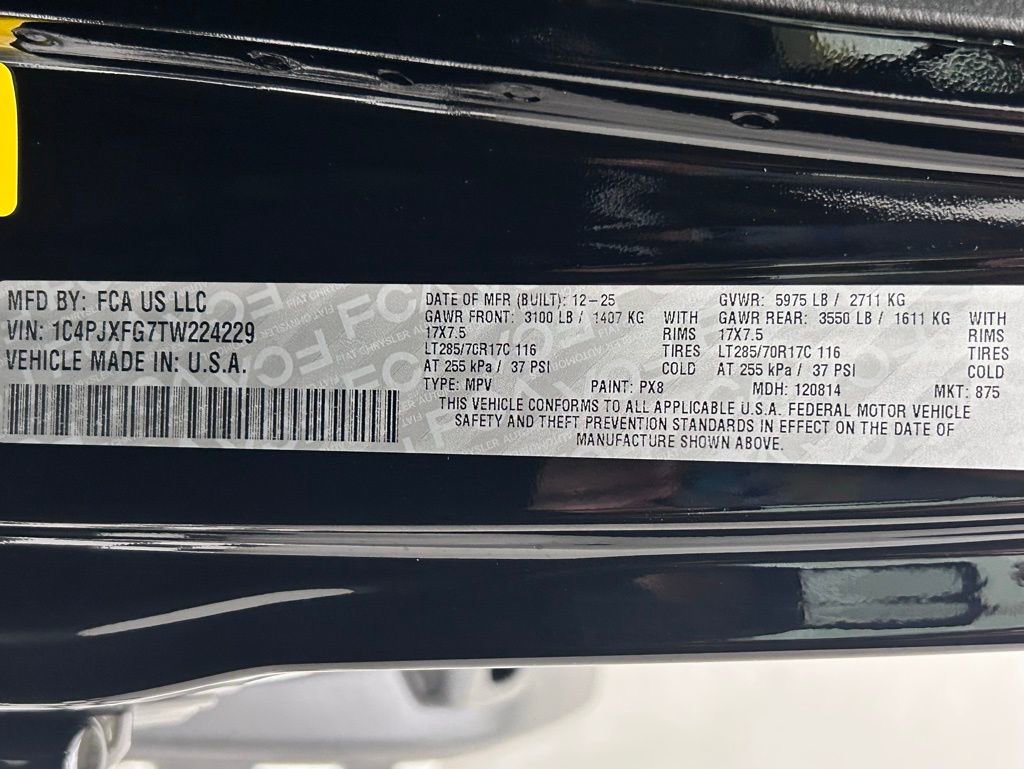 MFD BY: FCA US LLC
VIN: 1C4PJXFG7TW224229
VEHICLE MADE IN: U.S.A.
DATE OF MFR (BUILT): 12-25 GVWR: 5975 LB / 2711 KG
GAWR FRONT: 3100 LB / 1407 KG WITH GAWR REAR: 3550 LB / 1611 KG WITH
17X7.5 RIMS 17X7.5 RIMS
LT285/70R17C 116 TIRES LT285/70R17C 116 TIRES
AT 255 kPa / 37 PSI COLD AT 255 kPa / 37 PSI COLD
TYPE: MPV PAINT: PX8 MDH: 120814 MKT: 875
THIS VEHICLE CONFORMS TO ALL APPLICABLE U.S.A. FEDERAL MOTOR VEHICLE
SAFETY AND THEFT PREVENTION STANDARDS IN EFFECT ON THE DATE OF
MANUFACTURE SHOWN ABOVE.